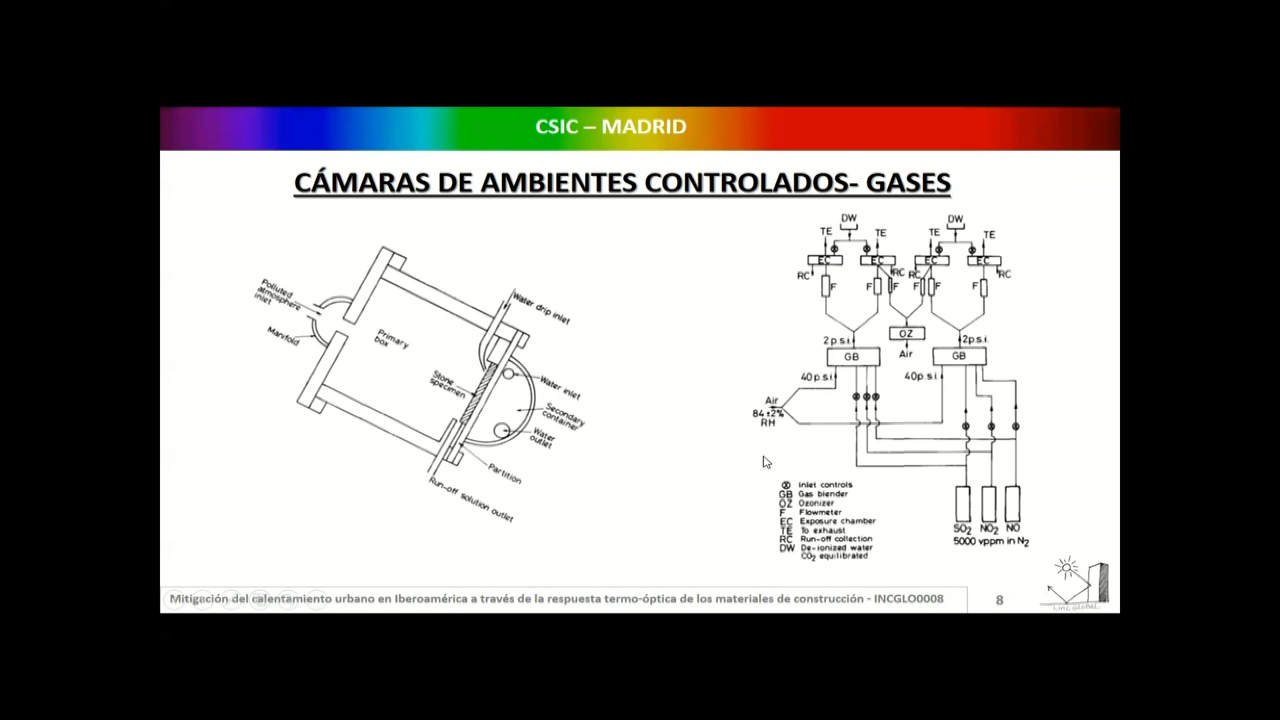 CSIC – MADRID
CÁMARAS DE AMBIENTES CONTROLADOS- GASES
Polluted
atmosphere
inlet
Manifold
Primary
box
Water drip inlet
Stone
specimen
Water inlet
Secondary
container
Water
outlet
Partition
Run-off solution outlet
DW
DW
TE
TE
TE
TE
EC
EC
EC
EC
RC
RC
RC
RC
F
F
F
F
F
F
OZ
Air
2 p.s.i.
2 p.s.i.
GB
GB
40 p.s.i.
40 p.s.i.
Air
84 ±2%
RH
Inlet controls
GB Gas blender
OZ Ozonizer
F Flowmeter
EC Exposure chamber
TE To exhaust
RC Run-off collection
DW De-ionized water
CO2 equilibrated
SO2 NO2 NO
5000 vppm in N2
Mitigación del calentamiento urbano en Iberoamérica a través de la respuesta termo-óptica de los materiales de construcción - INCGLO0008
8